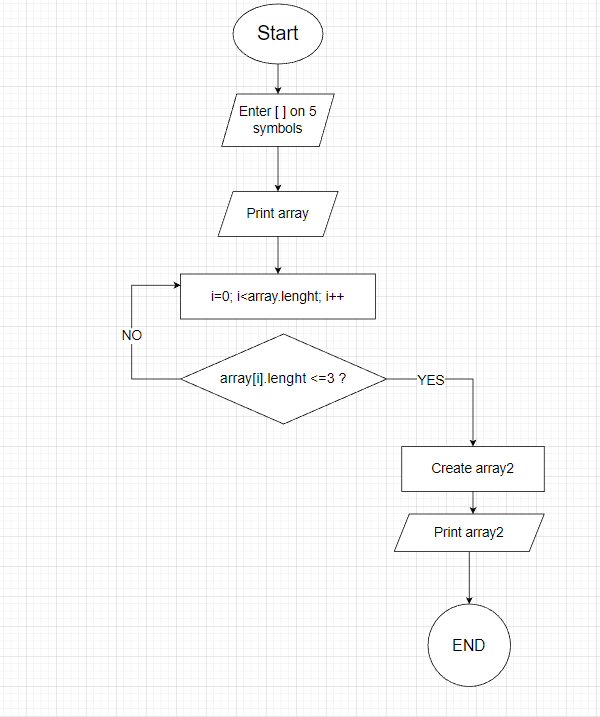 Start
Enter [ ] on 5
symbols
Print array
i=0; i<array.lenght; i++
NO
array[i].lenght <=3 ?
YES
Create array2
Print array2
END